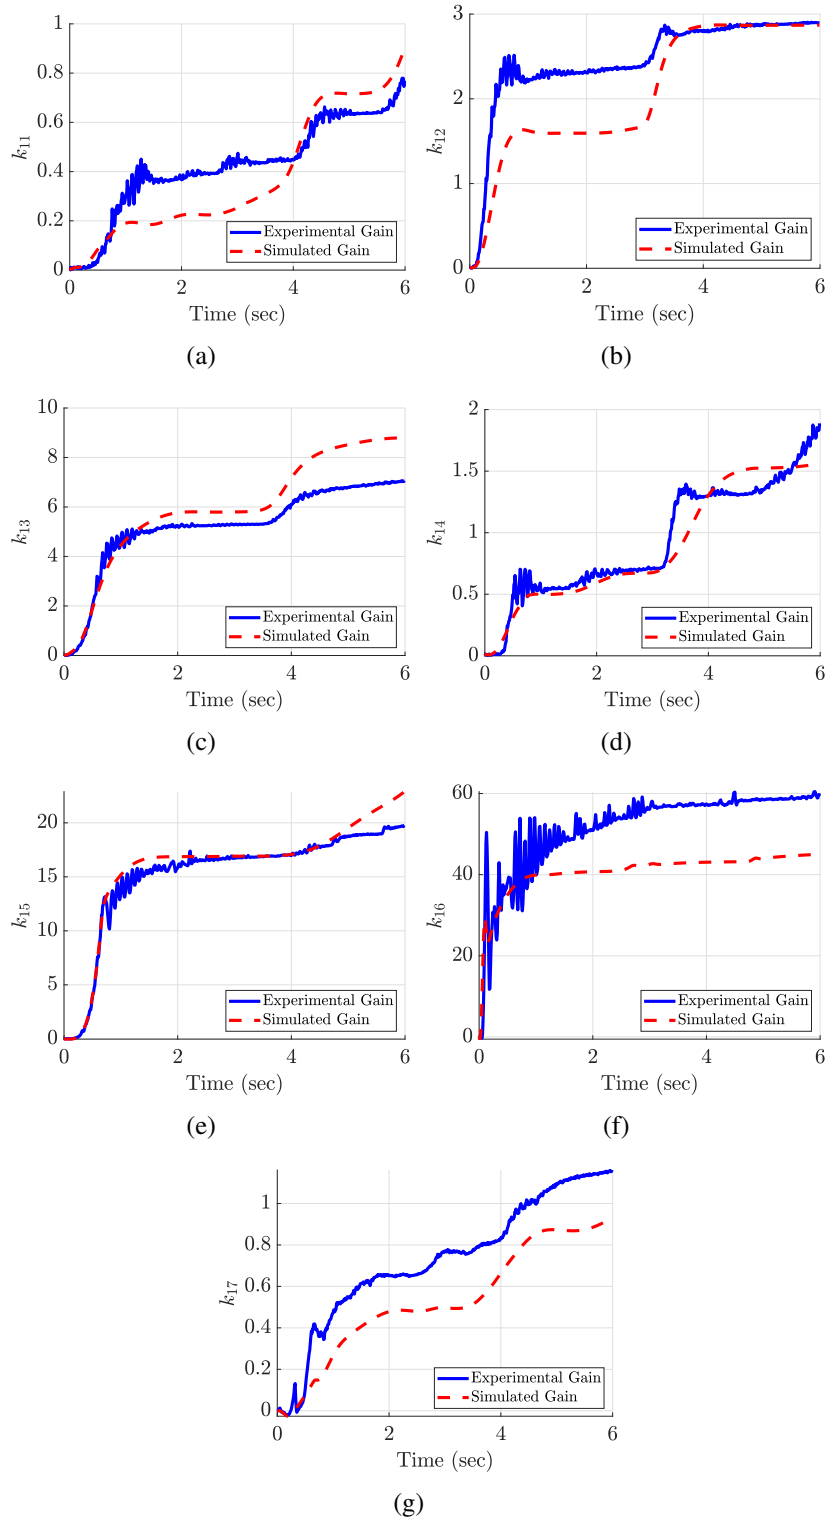 1
0.8
0.6
0.4
0.2
0
k11
0 2 4 6
Time (sec)
Experimental Gain
Simulated Gain
(a)
3
2
1
0
k12
0 2 4 6
Time (sec)
Experimental Gain
Simulated Gain
(b)
10
8
6
4
2
0
k13
0 2 4 6
Time (sec)
Experimental Gain
Simulated Gain
(c)
2
1.5
1
0.5
0
k14
0 2 4 6
Time (sec)
Experimental Gain
Simulated Gain
(d)
20
15
10
5
0
k15
0 2 4 6
Time (sec)
Experimental Gain
Simulated Gain
(e)
60
40
20
0
k16
0 2 4 6
Time (sec)
Experimental Gain
Simulated Gain
(f)
1
0.8
0.6
0.4
0.2
0
k17
0 2 4 6
Time (sec)
Experimental Gain
Simulated Gain
(g)